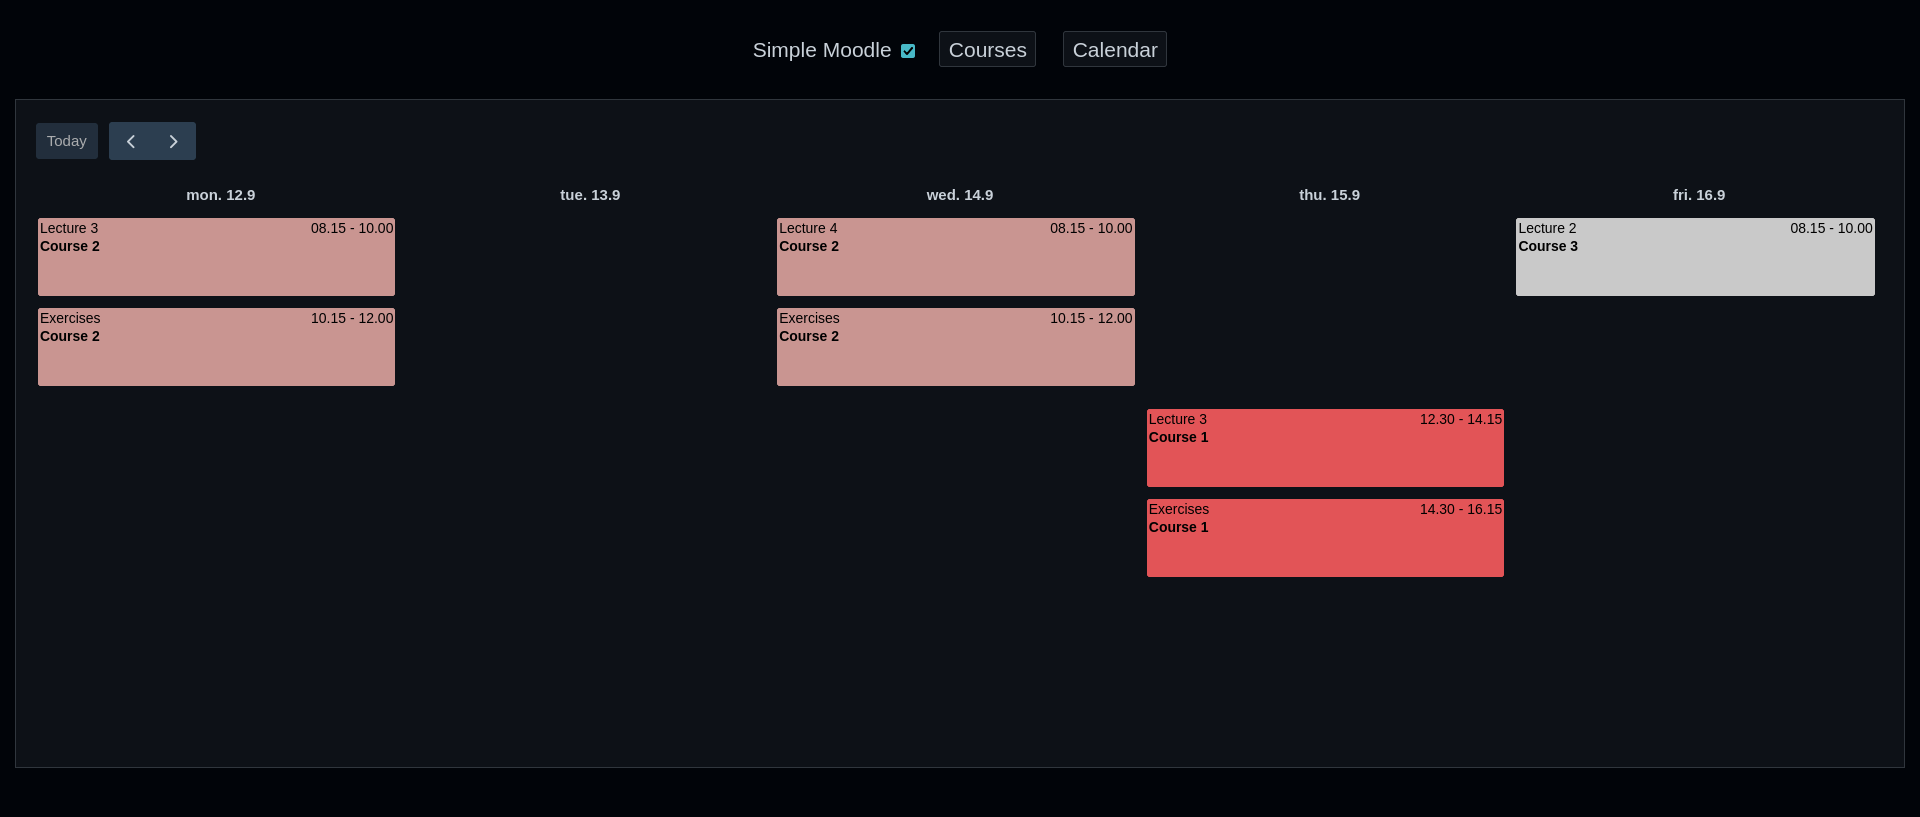 Simple Moodle Courses Calendar
Today
mon. 12.9 tue. 13.9 wed. 14.9 thu. 15.9 fri. 16.9
Lecture 3 08.15 - 10.00
Course 2
Exercises 10.15 - 12.00
Course 2
Lecture 4 08.15 - 10.00
Course 2
Exercises 10.15 - 12.00
Course 2
Lecture 3 12.30 - 14.15
Course 1
Exercises 14.30 - 16.15
Course 1
Lecture 2 08.15 - 10.00
Course 3